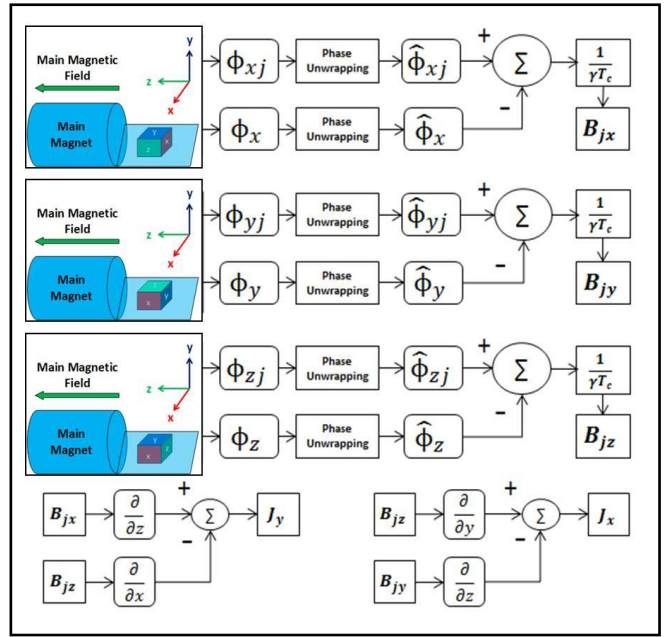 Main Magnetic
Field
y
z
x
Main
Magnet
Y
X
Z
Φxj
Phase
Unwrapping
Φ̂xj
+
Σ
1/γTc
Φx
Phase
Unwrapping
Φ̂x
-
Bjx
Main Magnetic
Field
y
z
x
Main
Magnet
X
Y
Φyj
Phase
Unwrapping
Φ̂yj
+
Σ
1/γTc
Φy
Phase
Unwrapping
Φ̂y
-
Bjy
Main Magnetic
Field
y
z
x
Main
Magnet
Y
X
Z
Φzj
Phase
Unwrapping
Φ̂zj
+
Σ
1/γTc
Φz
Phase
Unwrapping
Φ̂z
-
Bjz
Bjx ∂/∂z + Σ Jy
-
Bjz ∂/∂x
Bjz ∂/∂y + Σ Jx
-
Bjy ∂/∂z